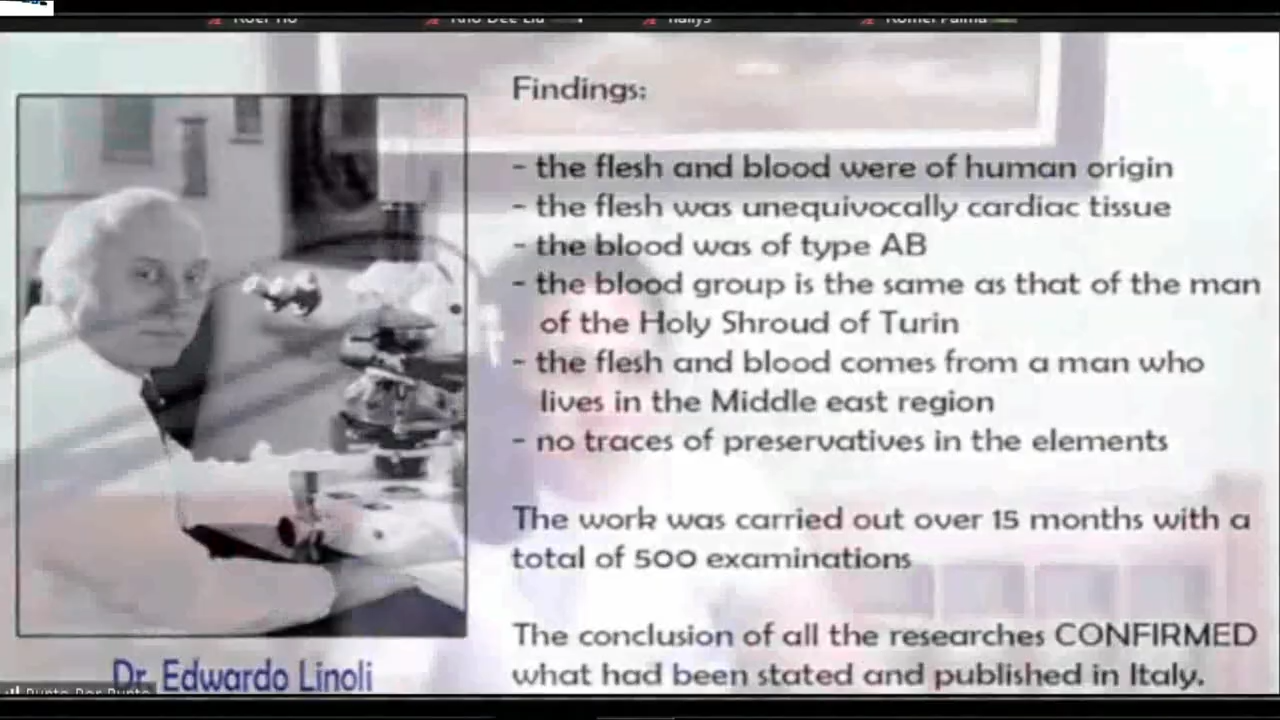 Findings:
- the flesh and blood were of human origin
- the flesh was unequivocally cardiac tissue
- the blood was of type AB
- the blood group is the same as that of the man
of the Holy Shroud of Turin
- the flesh and blood comes from a man who
lives in the Middle east region
- no traces of preservatives in the elements
The work was carried out over 15 months with a
total of 500 examinations
The conclusion of all the researches CONFIRMED
what had been stated and published in Italy.
Dr. Edwardo Linoli